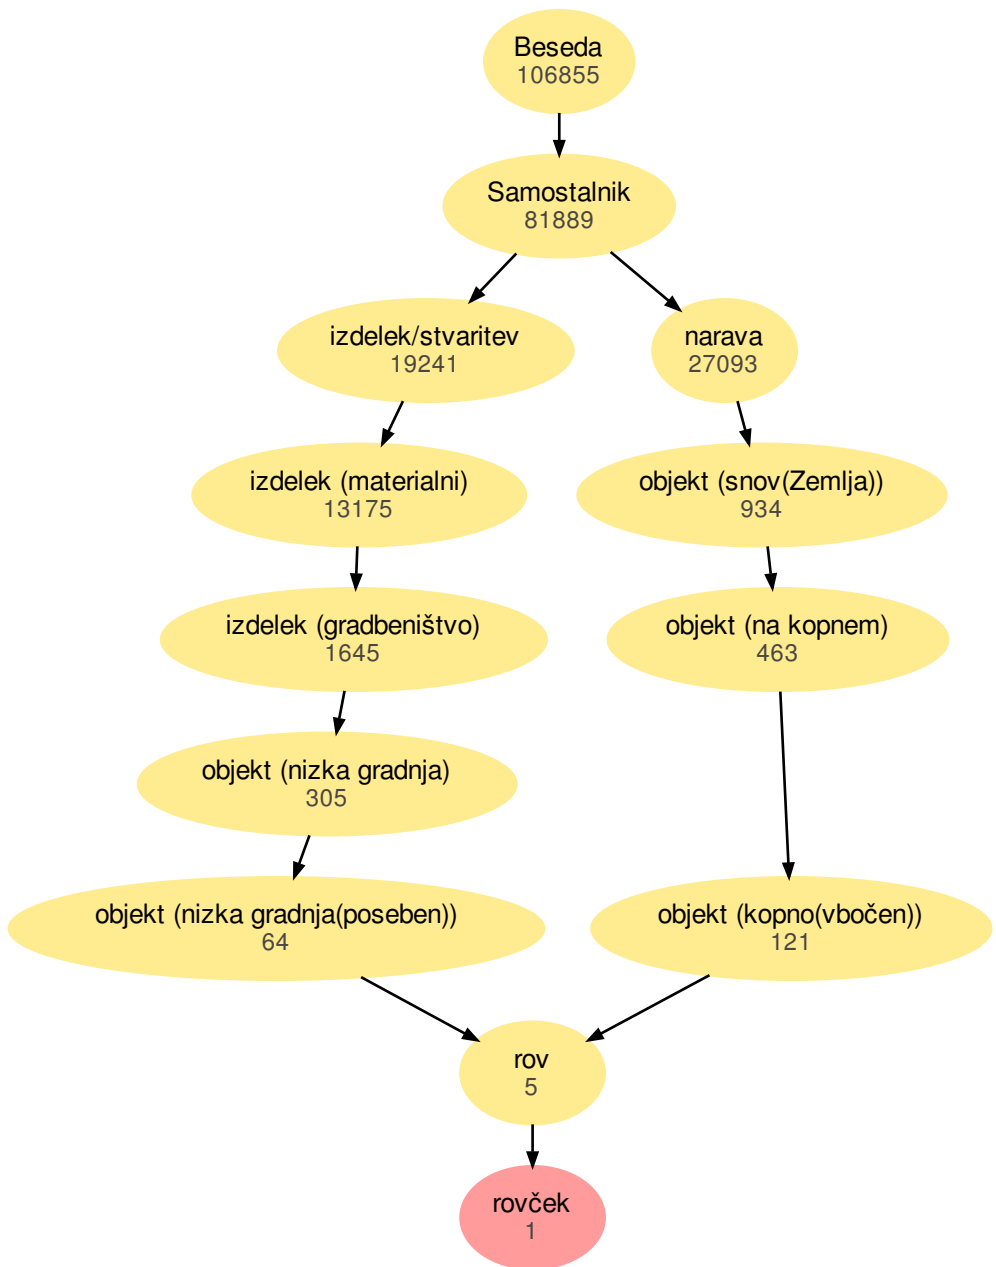 Beseda
106855
Samostalnik
81889
izdelek/stvaritev
19241
narava
27093
izdelek (materialni)
13175
objekt (snov(Zemlja))
934
izdelek (gradbeništvo)
1645
objekt (na kopnem)
463
objekt (nizka gradnja)
305
objekt (nizka gradnja(poseben))
64
objekt (kopno(vbočen))
121
rov
5
rovček
1